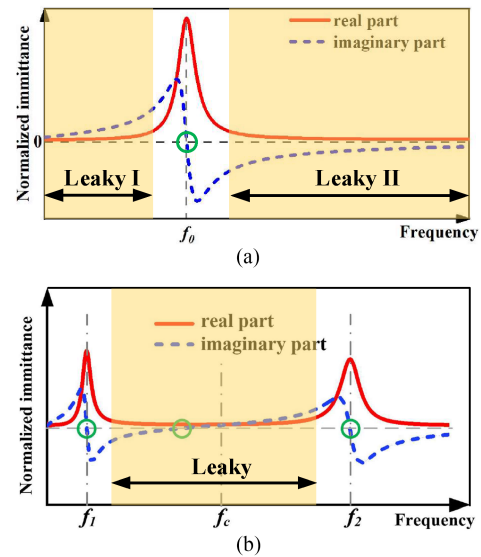 Normalized immittance
real part
imaginary part
0
Leaky I
Leaky II
f0
Frequency
(a)
Normalized immittance
real part
imaginary part
Leaky
f1
fc
f2
Frequency
(b)